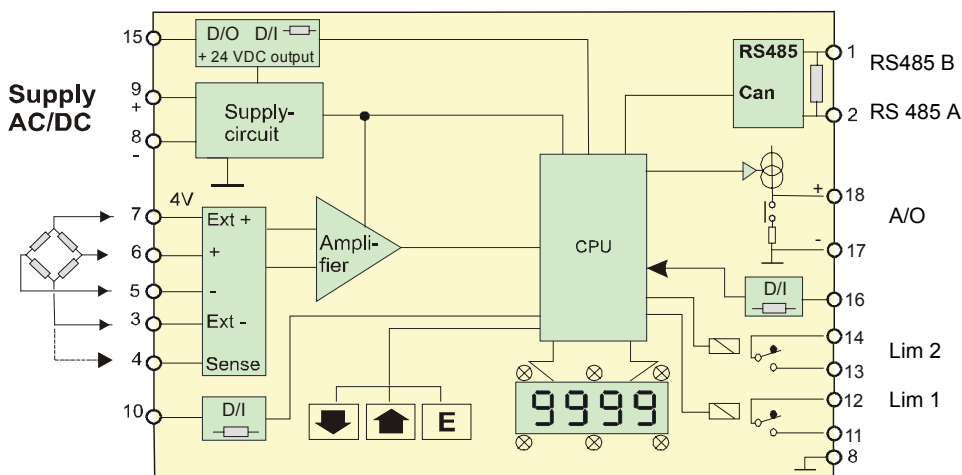 15
D/O D/I
+ 24 VDC output
RS485
1
RS485 B
Can
2
RS 485 A
Supply
AC/DC
9
+
8
-
Supply-
circuit
4V
7
Ext +
6
+
5
-
3
Ext -
4
Sense
Ampli-
fier
CPU
+
18
A/O
-
17
D/I
16
14
Lim 2
13
12
Lim 1
11
8
10
D/I
E
9999